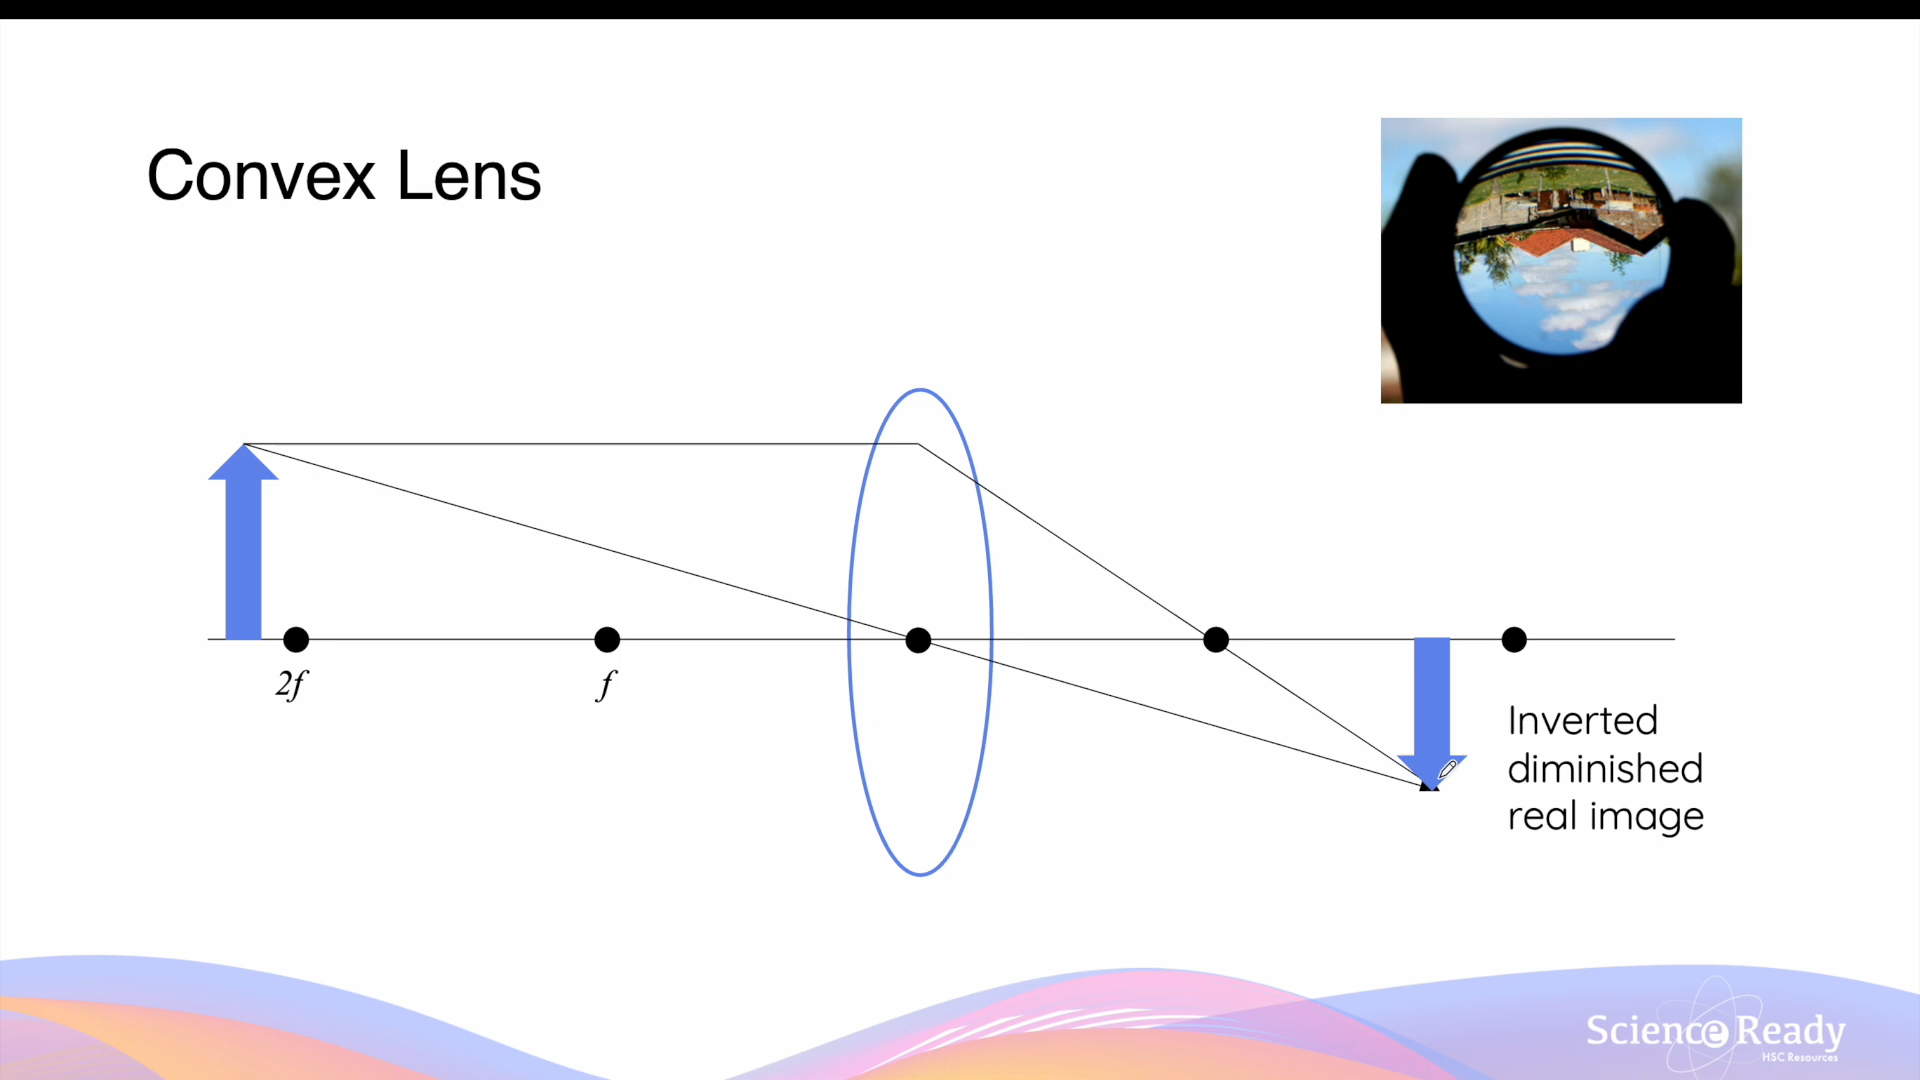 Convex Lens
2f
f
Inverted
diminished
real image
Science Ready
HSC Resources